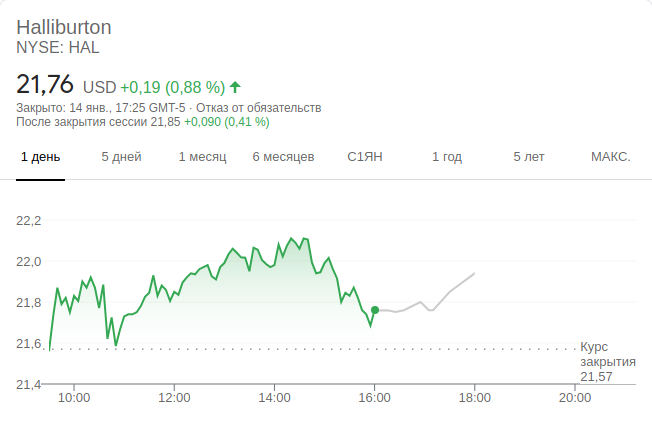 Halliburton
NYSE: HAL
21,76 USD +0,19 (0,88 %)
Закрыто: 14 янв., 17:25 GMT-5 · Отказ от обязательств
После закрытия сессии 21,85 +0,090 (0,41 %)
1 день 5 дней 1 месяц 6 месяцев С1ЯН 1 год 5 лет МАКС.
22,2
22,0
21,8
21,6
21,4
Курс
закрытия
21,57
10:00 12:00 14:00 16:00 18:00 20:00